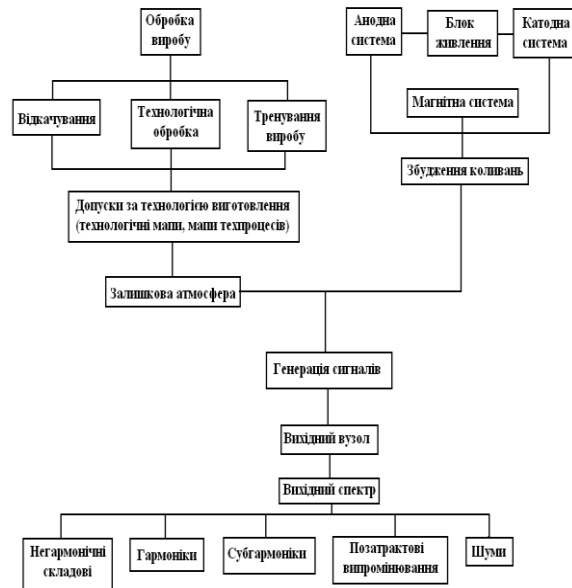 Обробка
виробу
Анодна
система
Блок
живлення
Катодна
система
Відкачування
Технологічна
обробка
Тренування
виробу
Магнітна система
Збудження коливань
Допуски за технологією виготовлення
(технологічні мапи, мапи техпроцесів)
Залишкова атмосфера
Генерація сигналів
Вихідний вузол
Вихідний спектр
Негармонічні
складові
Гармоніки
Субгармоніки
Позатрактові
випромінювання
Шуми